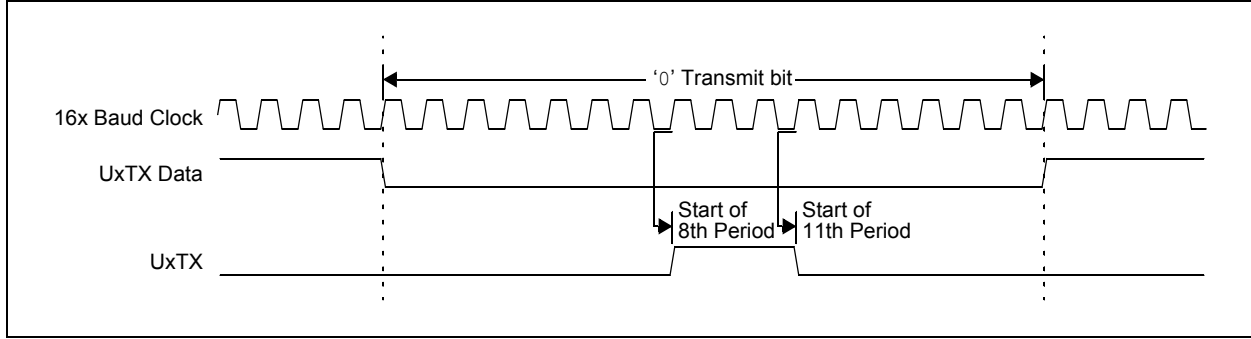 ‘0’ Transmit bit
16x Baud Clock
UxTX Data
Start of
8th Period
Start of
11th Period
UxTX